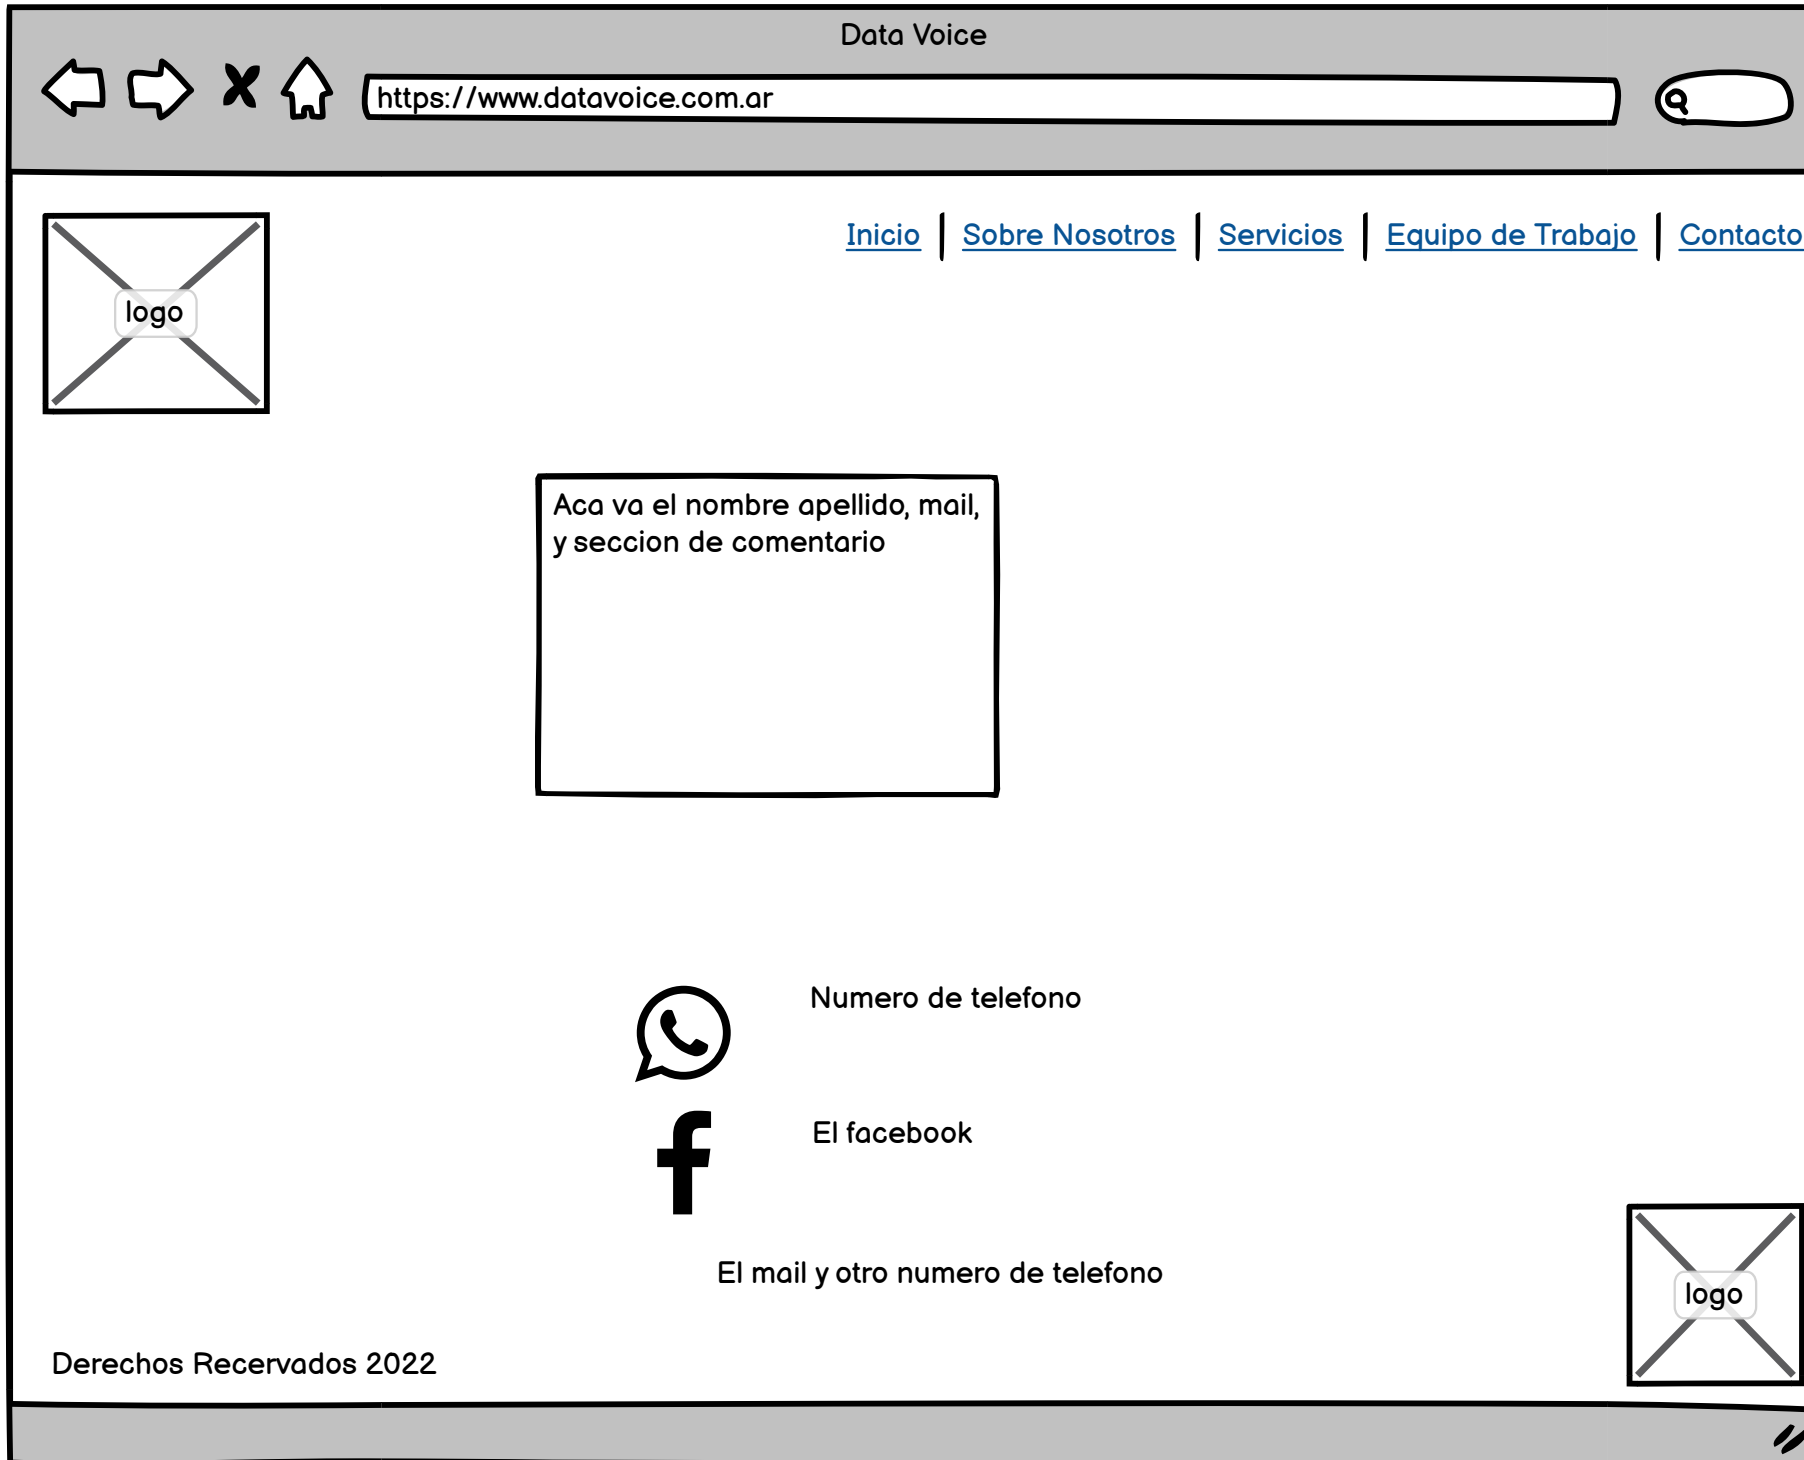 Data Voice
https://www.datavoice.com.ar
Inicio | Sobre Nosotros | Servicios | Equipo de Trabajo | Contacto
logo
Aca va el nombre apellido, mail,
y seccion de comentario
Numero de telefono
El facebook
El mail y otro numero de telefono
logo
Derechos Recervados 2022